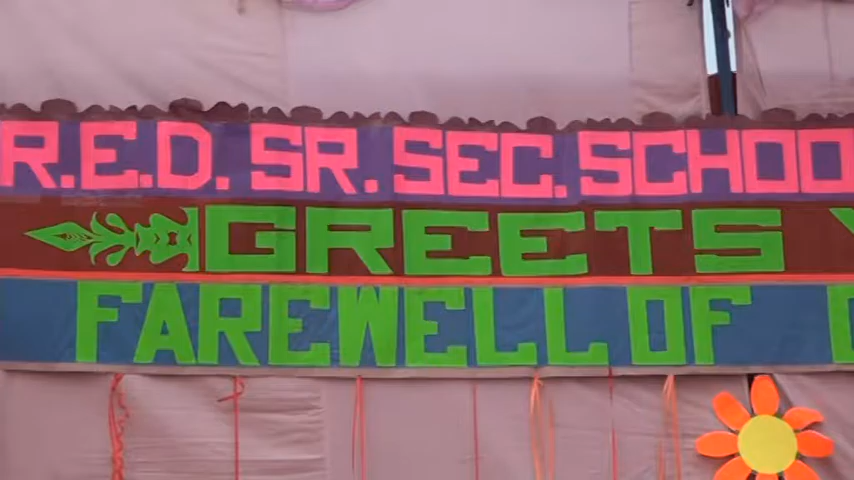 R.E.D. SR. SEC. SCHOO
GREETS
FAREWELL OF